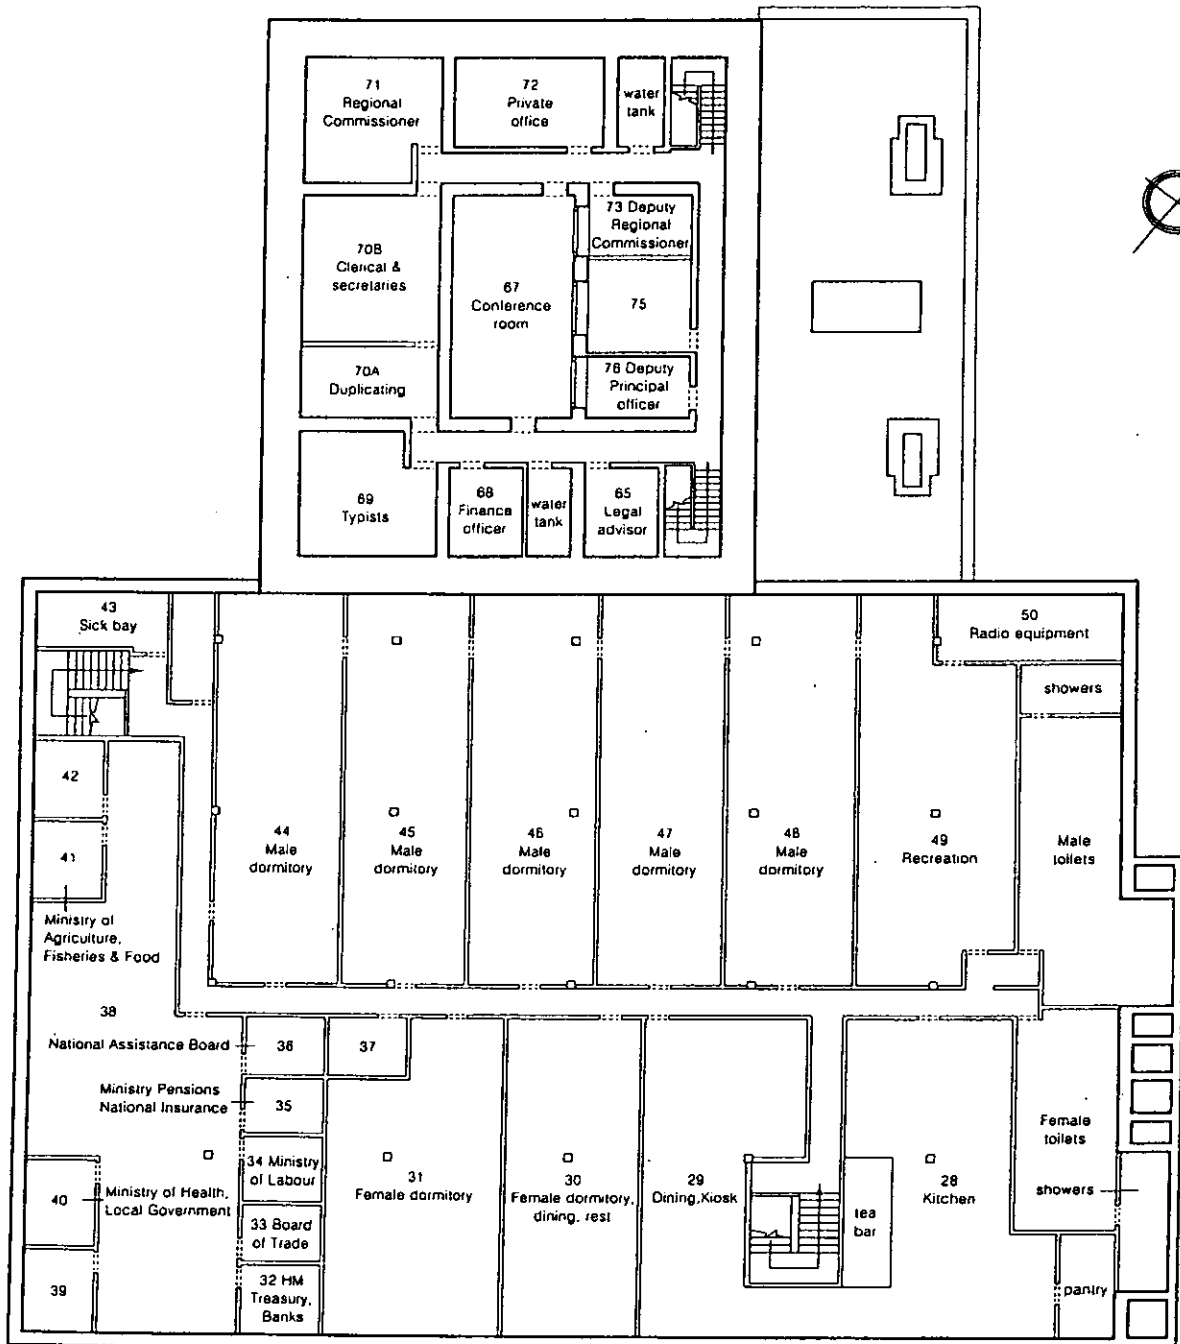 71
Regional
Commissioner
72
Private
office
water
tank
70B
Clerical &
secretaries
67
Conference
room
73 Deputy
Regional
Commissioner
75
70A
Duplicating
76 Deputy
Principal
officer
69
Typists
68
Finance
officer
water
tank
65
Legal
advisor
43
Sick bay
50
Radio equipment
showers
42
41
Ministry of
Agriculture,
Fisheries & Food
44
Male
dormitory
45
Male
dormitory
46
Male
dormitory
47
Male
dormitory
48
Male
dormitory
49
Recreation
Male
toilets
38
National Assistance Board
36
37
Ministry Pensions
National Insurance
35
34 Ministry
of Labour
40
Ministry of Health,
Local Government
33 Board
of Trade
39
32 HM
Treasury,
Banks
31
Female dormitory
30
Female dormitory,
dining, rest
29
Dining,Kiosk
tea
bar
28
Kitchen
Female
toilets
showers
pantry